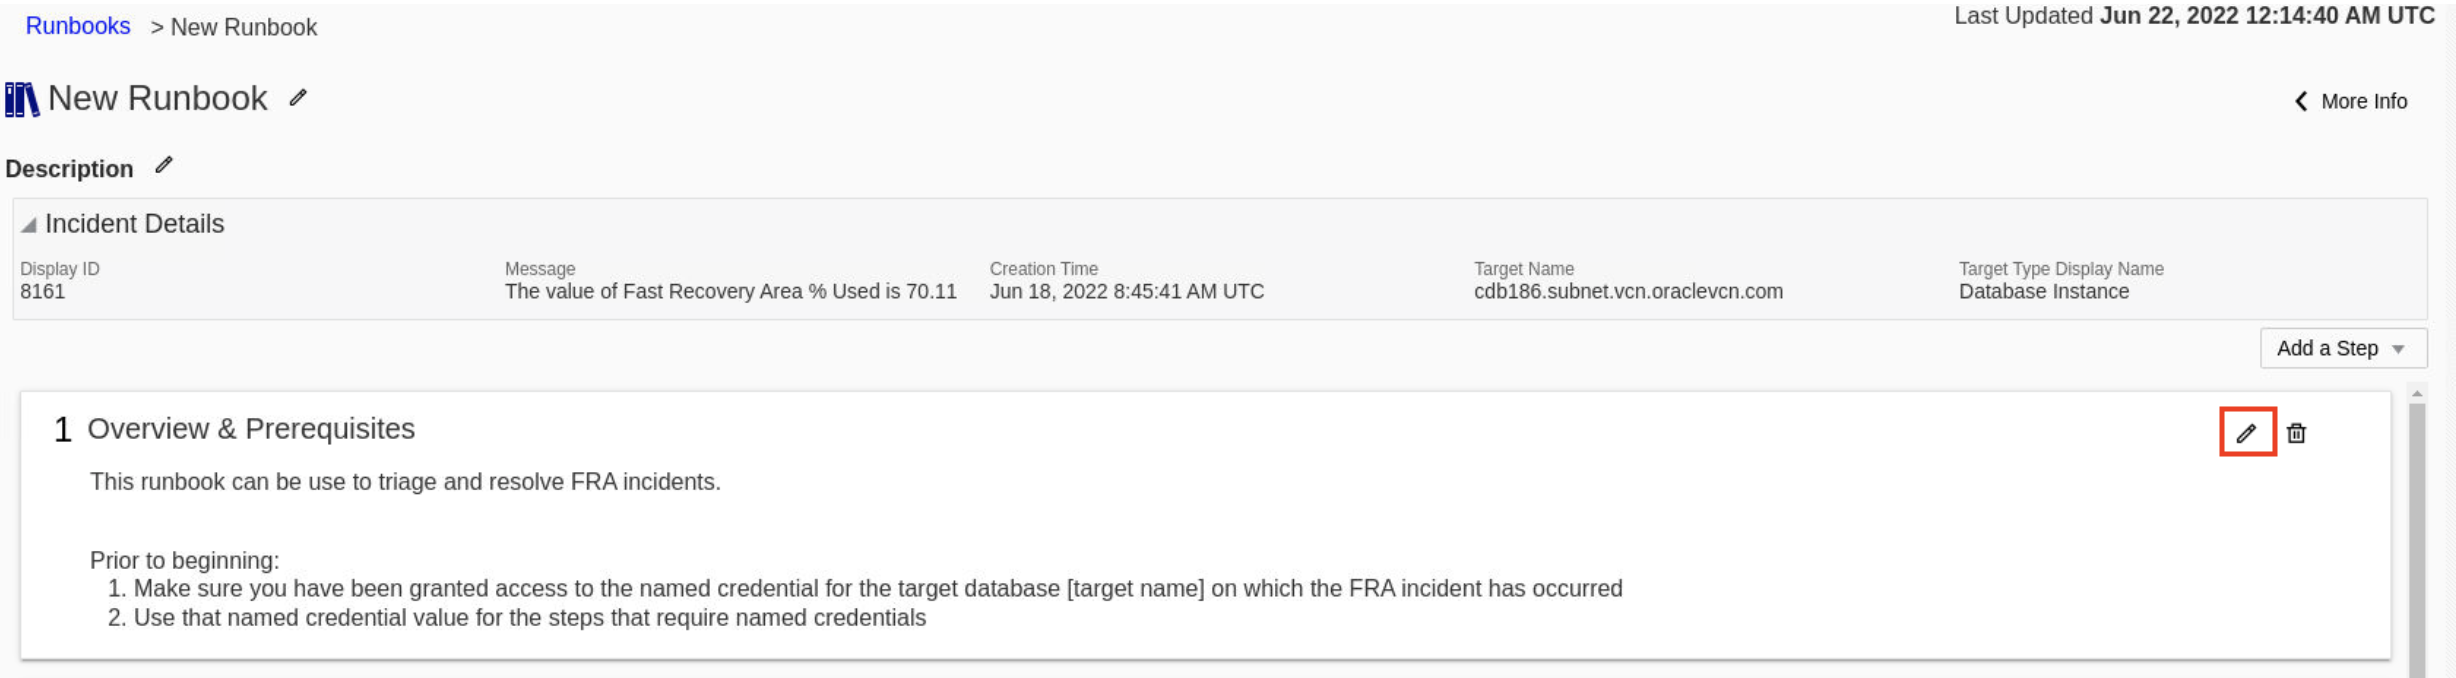 Runbooks > New Runbook
Last Updated Jun 22, 2022 12:14:40 AM UTC
New Runbook
More Info
Description
Incident Details
Display ID
8161
Message
The value of Fast Recovery Area % Used is 70.11
Creation Time
Jun 18, 2022 8:45:41 AM UTC
Target Name
cdb186.subnet.vcn.oraclevcn.com
Target Type Display Name
Database Instance
Add a Step
1 Overview & Prerequisites
This runbook can be use to triage and resolve FRA incidents.
Prior to beginning:
1. Make sure you have been granted access to the named credential for the target database [target name] on which the FRA incident has occurred
2. Use that named credential value for the steps that require named credentials